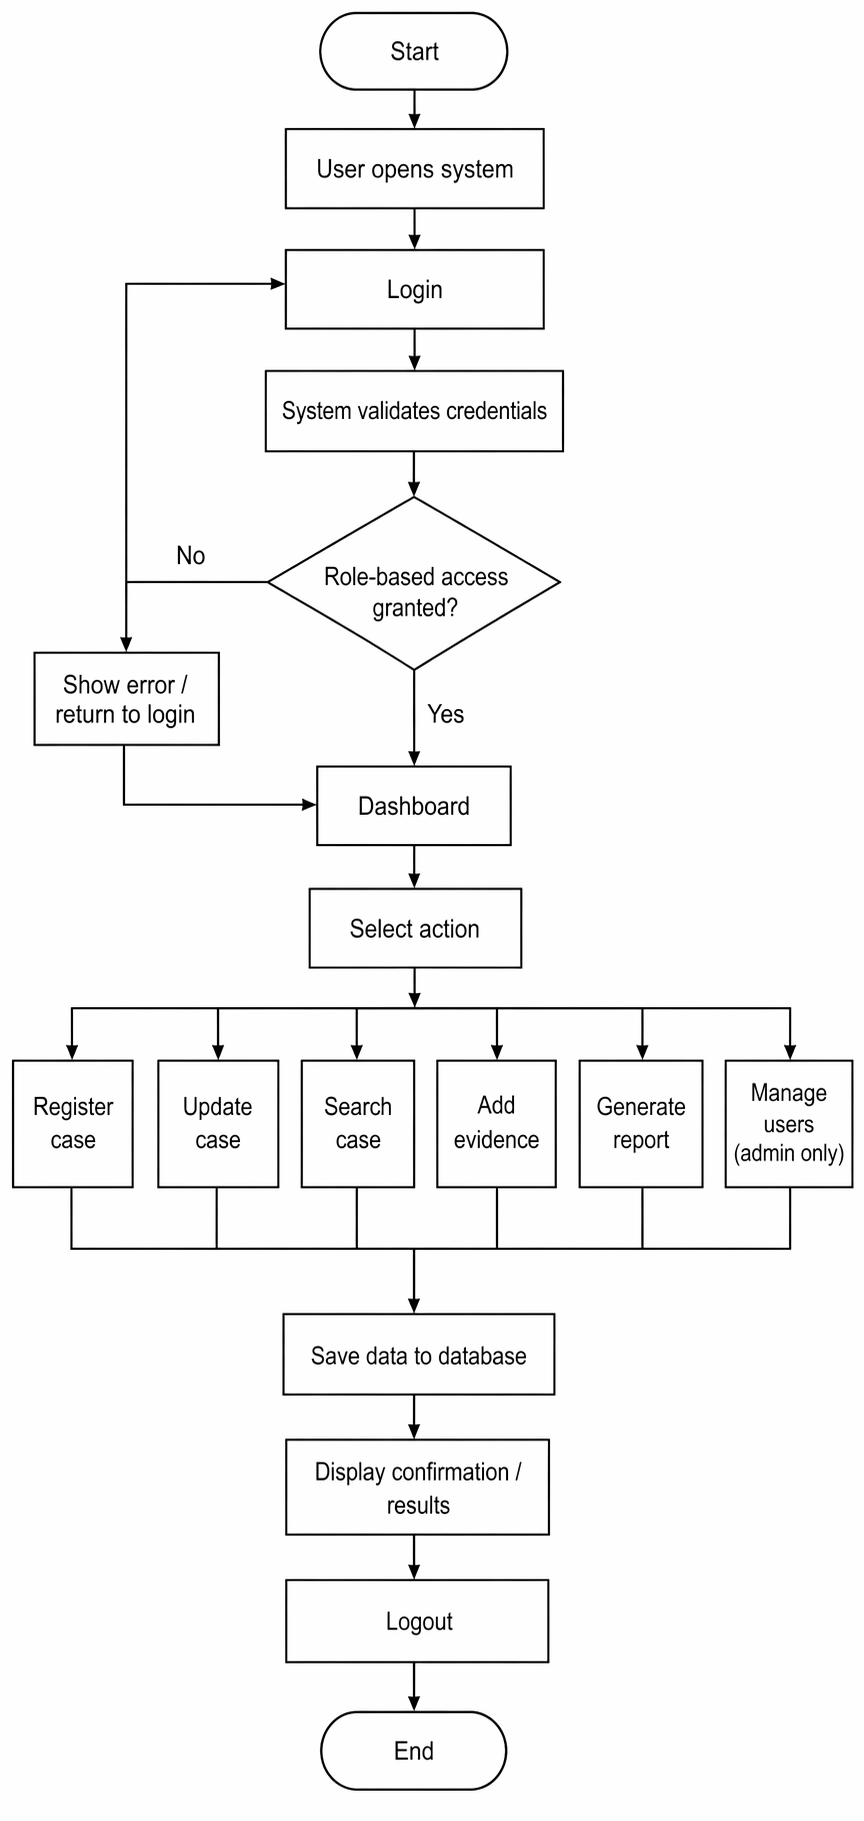 Start
User opens system
Login
System validates credentials
No
Role-based access
granted?
Show error /
return to login
Yes
Dashboard
Select action
Register
case
Update
case
Search
case
Add
evidence
Generate
report
Manage
users
(admin only)
Save data to database
Display confirmation /
results
Logout
End